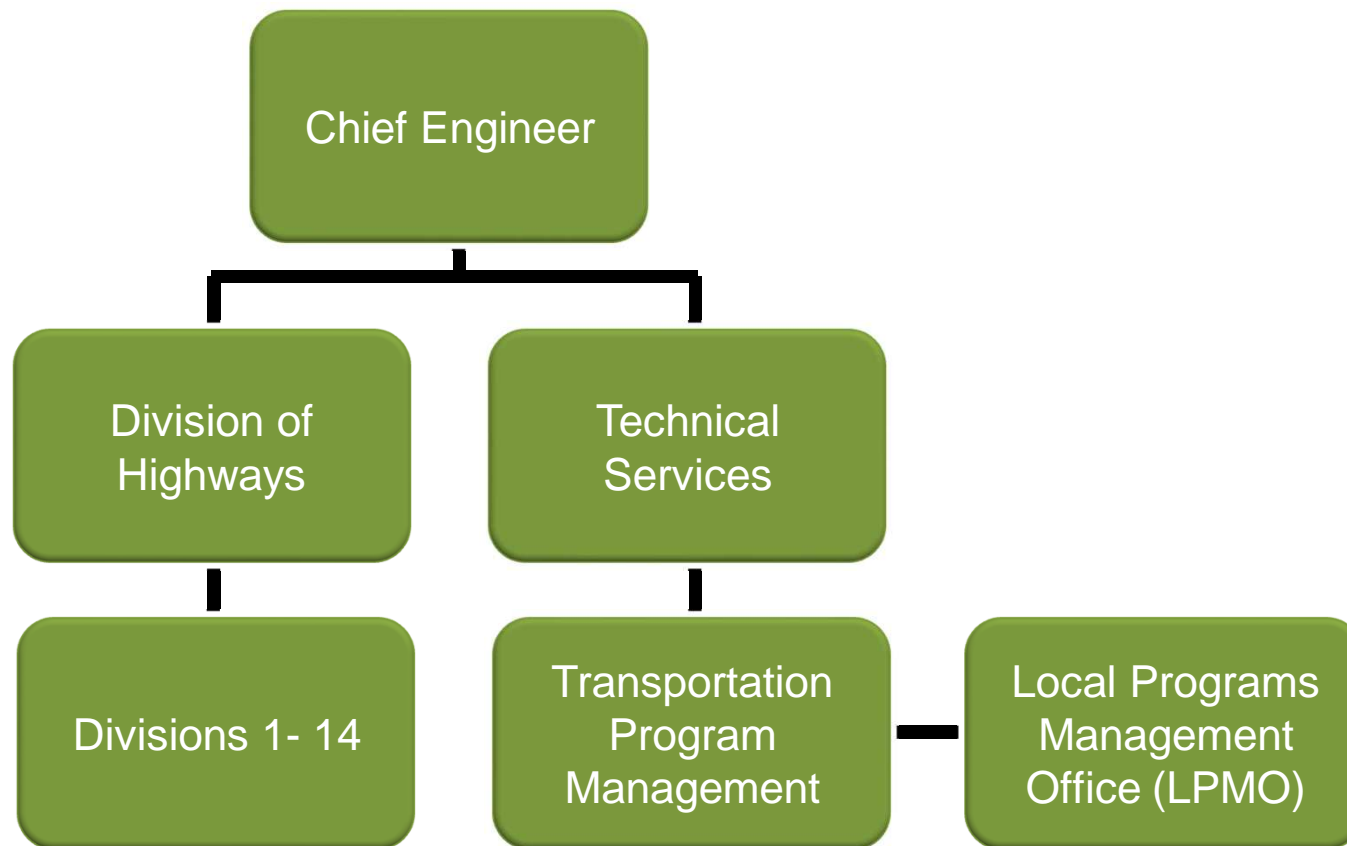 Chief Engineer
Division of
Highways
Technical
Services
Divisions 1- 14
Transportation
Program
Management
Local Programs
Management
Office (LPMO)